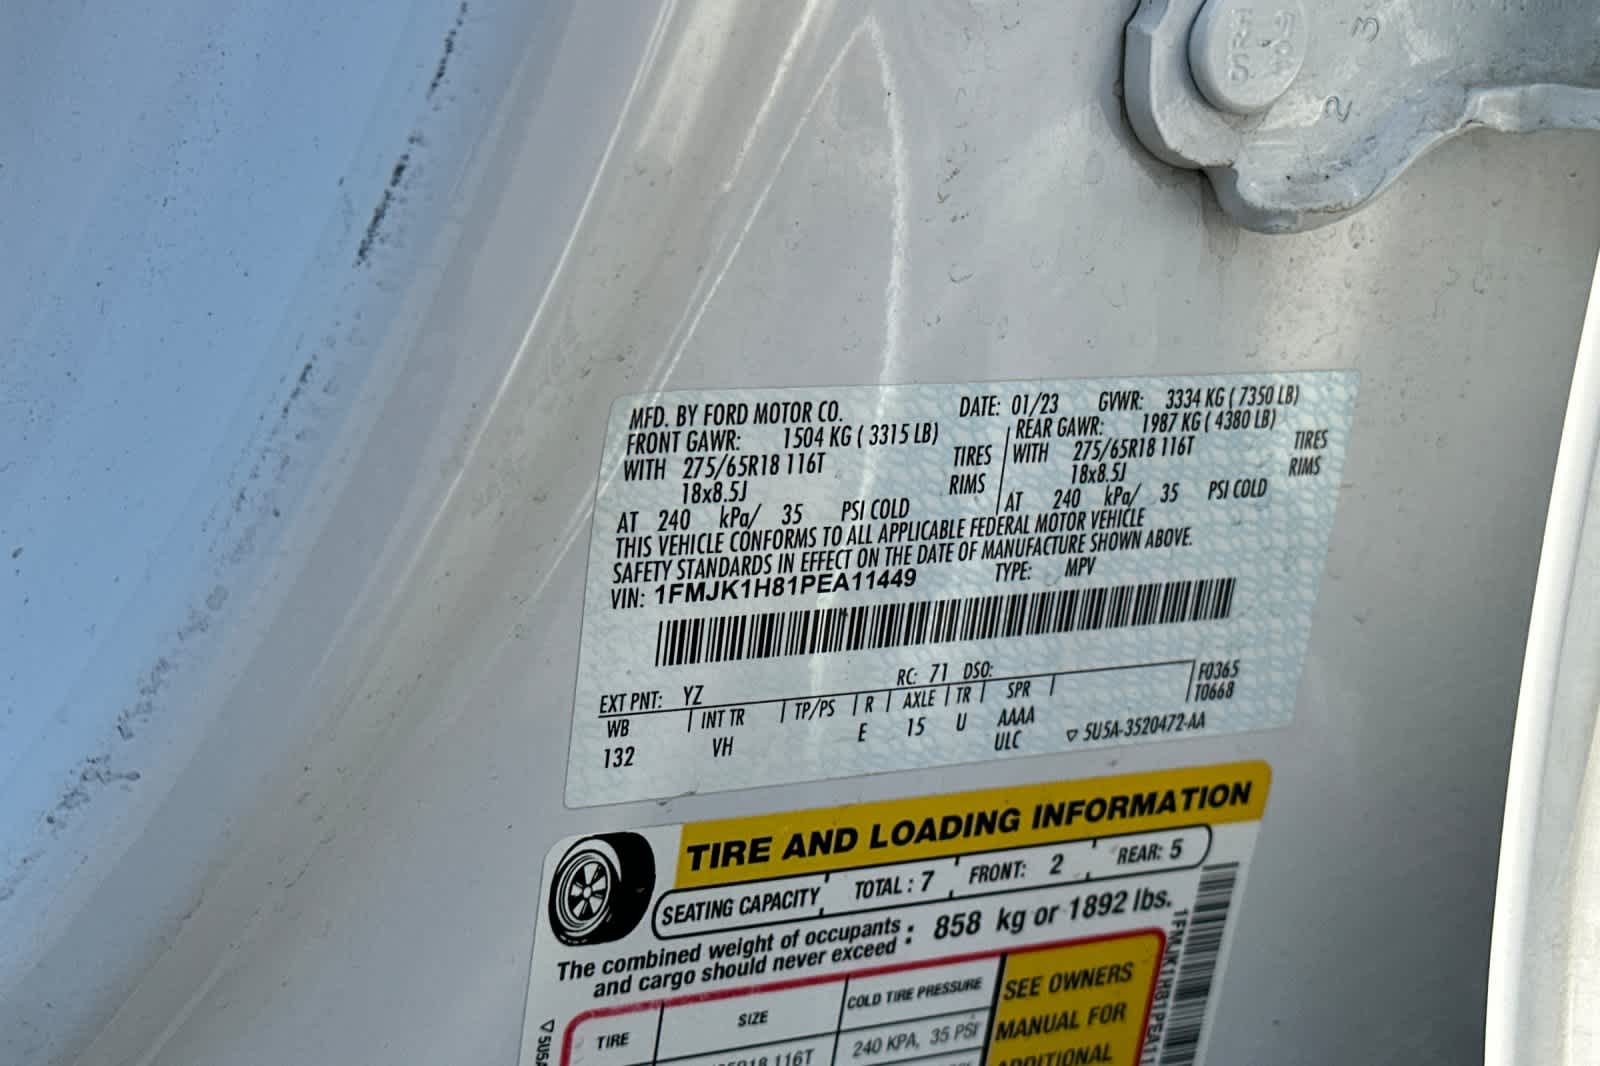 MFD. BY FORD MOTOR CO. DATE: 01/23 GVWR: 3334 KG ( 7350 LB)
FRONT GAWR: 1504 KG ( 3315 LB) REAR GAWR: 1987 KG ( 4380 LB)
WITH 275/65R18 116T TIRES WITH 275/65R18 116T TIRES
18x8.5J RIMS 18x8.5J RIMS
AT 240 kPa/ 35 PSI COLD AT 240 kPa/ 35 PSI COLD
THIS VEHICLE CONFORMS TO ALL APPLICABLE FEDERAL MOTOR VEHICLE
SAFETY STANDARDS IN EFFECT ON THE DATE OF MANUFACTURE SHOWN ABOVE.
VIN: 1FMJK1H81PEA11449 TYPE: MPV
EXT PNT: YZ RC: 71 DSO: F0365
WB INT TR TP/PS R AXLE TR SPR T0668
132 VH E 15 U AAAA
ULC ▽ 5U5A-3520472-AA
TIRE AND LOADING INFORMATION
SEATING CAPACITY TOTAL : 7 FRONT: 2 REAR: 5
The combined weight of occupants and cargo should never exceed : 858 kg or 1892 lbs.
TIRE SIZE COLD TIRE PRESSURE
116T 240 KPA, 35 PSI
SEE OWNERS
MANUAL FOR
ADDITIONAL
1FMJK1H81PEA11